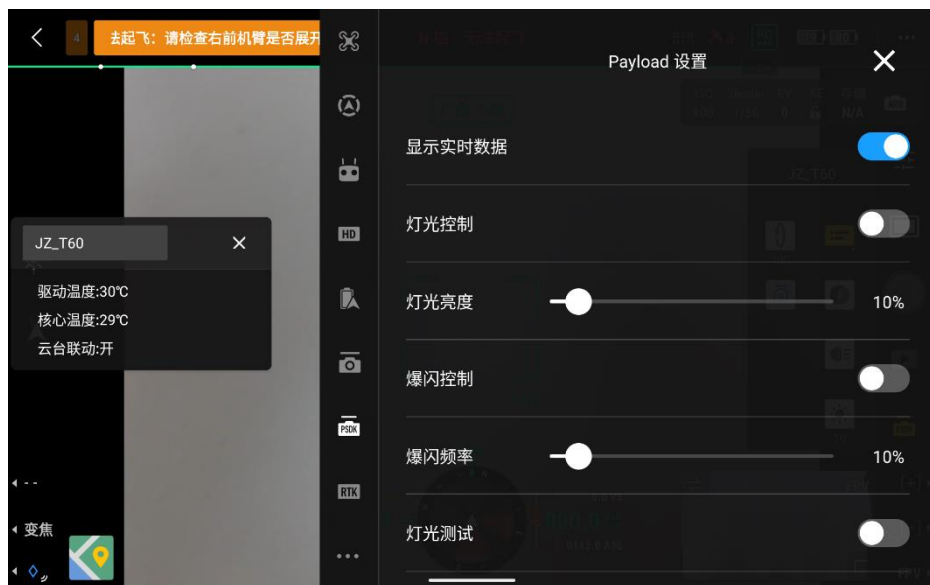 4
去起飞：请检查右前机臂是否展开
Payload 设置
显示实时数据
JZ_T60
灯光控制
JZ_T60
HD
驱动温度:30℃
核心温度:29℃
云台联动:开
灯光亮度
10%
爆闪控制
PSDK
爆闪频率
10%
RTK
--
变焦
灯光测试